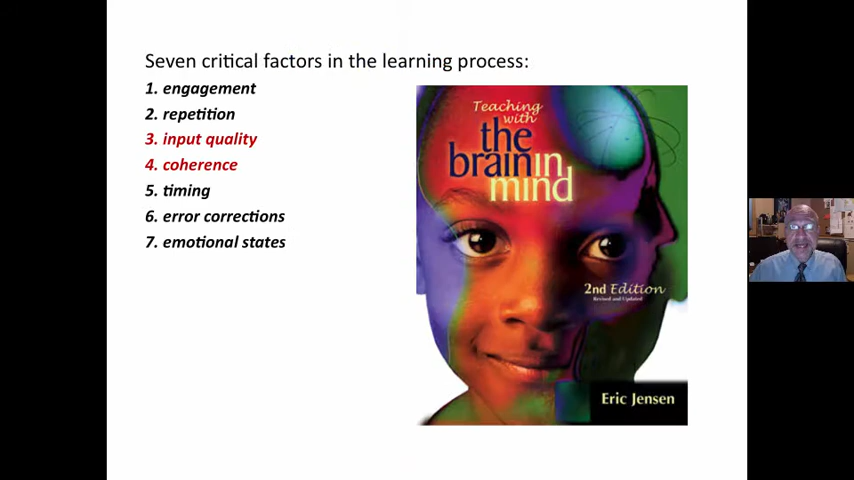 Seven critical factors in the learning process:
1. engagement
2. repetition
3. input quality
4. coherence
5. timing
6. error corrections
7. emotional states
Teaching
with
the
brain in
mind
2nd Edition
Revised and Updated
Eric Jensen